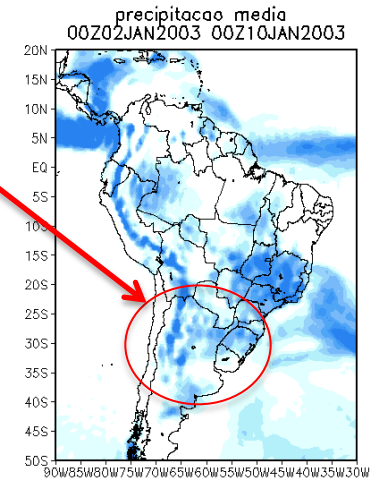 precipitacao media
00Z02JAN2003 00Z10JAN2003
20N
15N
10N
5N
EQ
5S
10S
15S
20S
25S
30S
35S
40S
45S
50S
90W85W80W75W70W65W60W55W50W45W40W35W30W